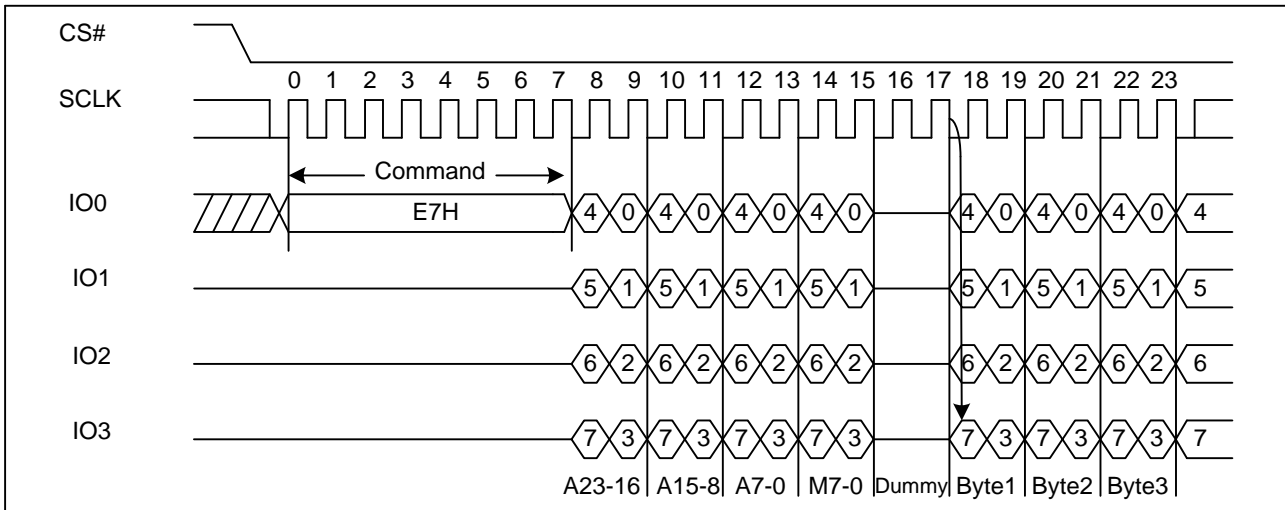 CS#
0 1 2 3 4 5 6 7 8 9 10 11 12 13 14 15 16 17 18 19 20 21 22 23
SCLK
Command
IO0 E7H 4 0 4 0 4 0 4 0 4 0 4 0 4 0 4
IO1 5 1 5 1 5 1 5 1 5 1 5 1 5 1 5
IO2 6 2 6 2 6 2 6 2 6 2 6 2 6 2 6
IO3 7 3 7 3 7 3 7 3 7 3 7 3 7 3 7
A23-16 A15-8 A7-0 M7-0 Dummy Byte1 Byte2 Byte3